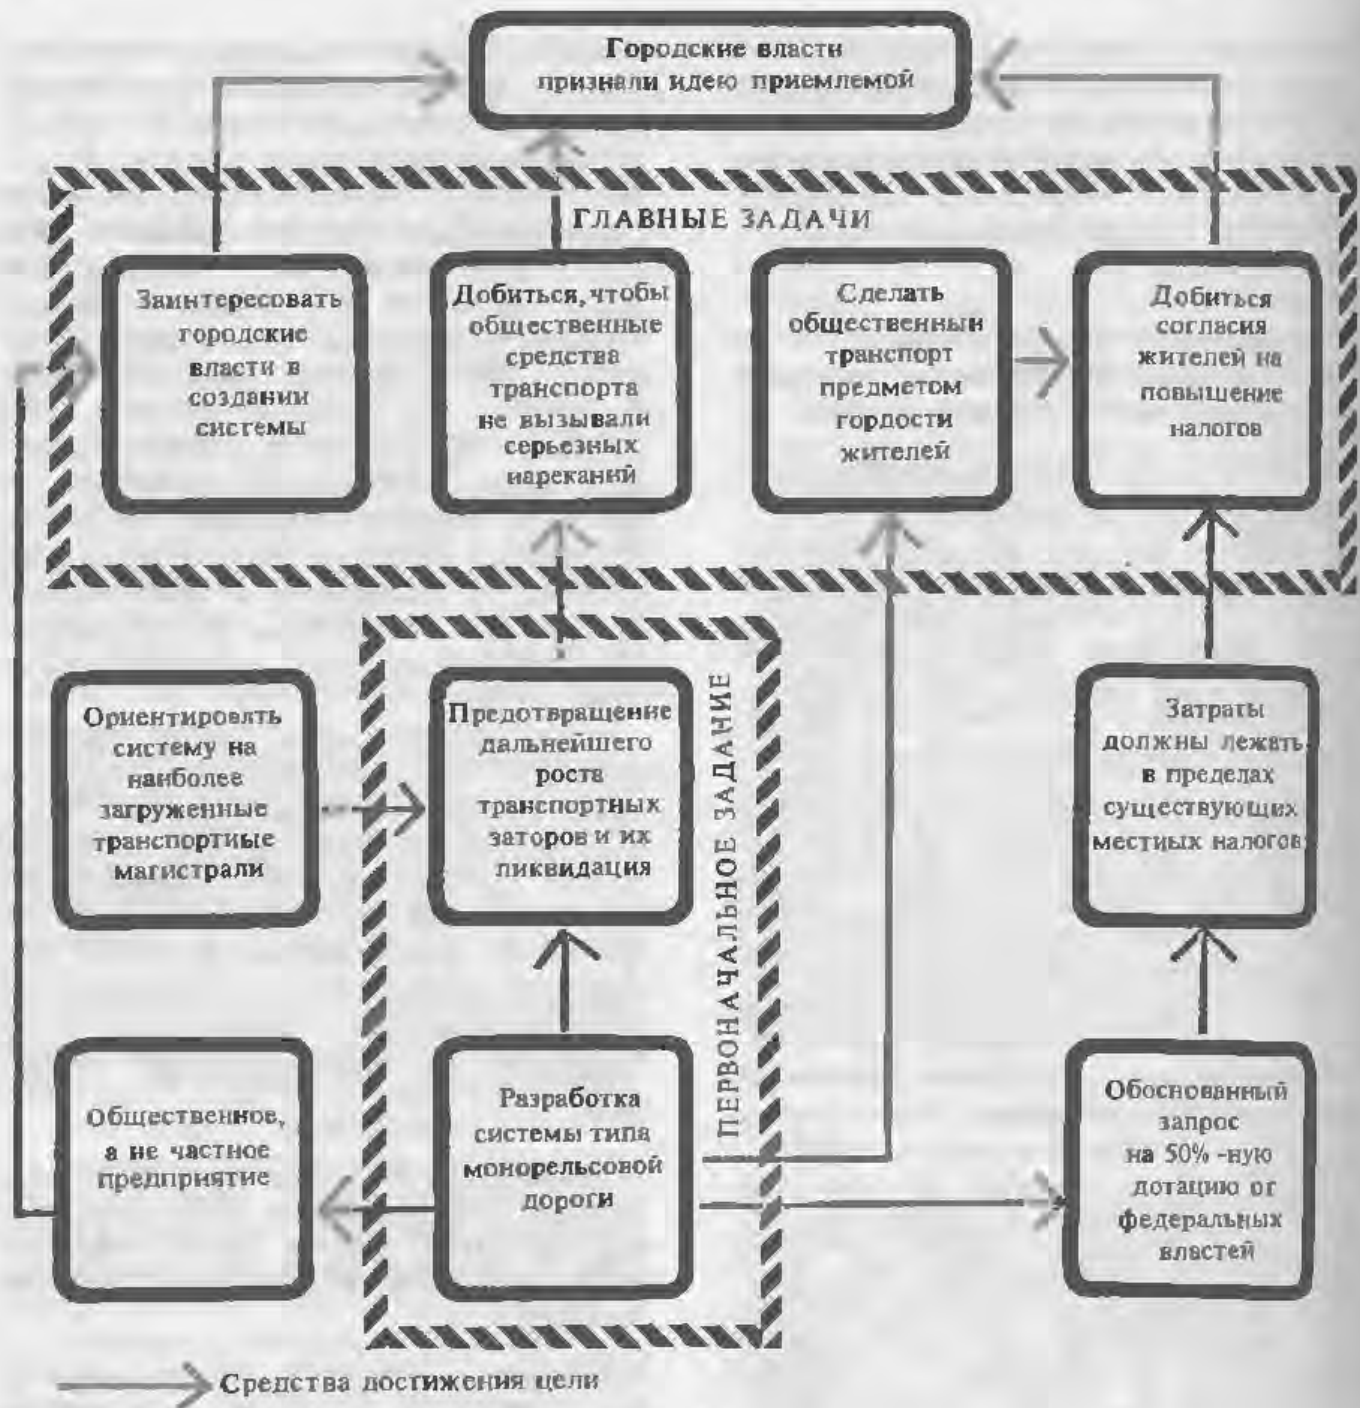 Городские власти
признали идею приемлемой
ГЛАВНЫЕ ЗАДАЧИ
Заинтересовать
городские
власти в
создании
системы
Добиться, чтобы
общественные
средства
транспорта
не вызывали
серьезных
нареканий
Сделать
общественный
транспорт
предметом
гордости
жителей
Добиться
согласия
жителей на
повышение
налогов
Ориентировать
систему на
наиболее
загруженные
транспортные
магистрали
Предотвращение
дальнейшего
роста
транспортных
заторов и их
ликвидация
ПЕРВОНАЧАЛЬНОЕ ЗАДАНИЕ
Затраты
должны лежать
в пределах
существующих
местных налогов
Общественное,
а не частное
предприятие
Разработка
системы типа
монорельсовой
дороги
Обоснованный
запрос
на 50% -ную
дотацию от
федеральных
властей
Средства достижения цели